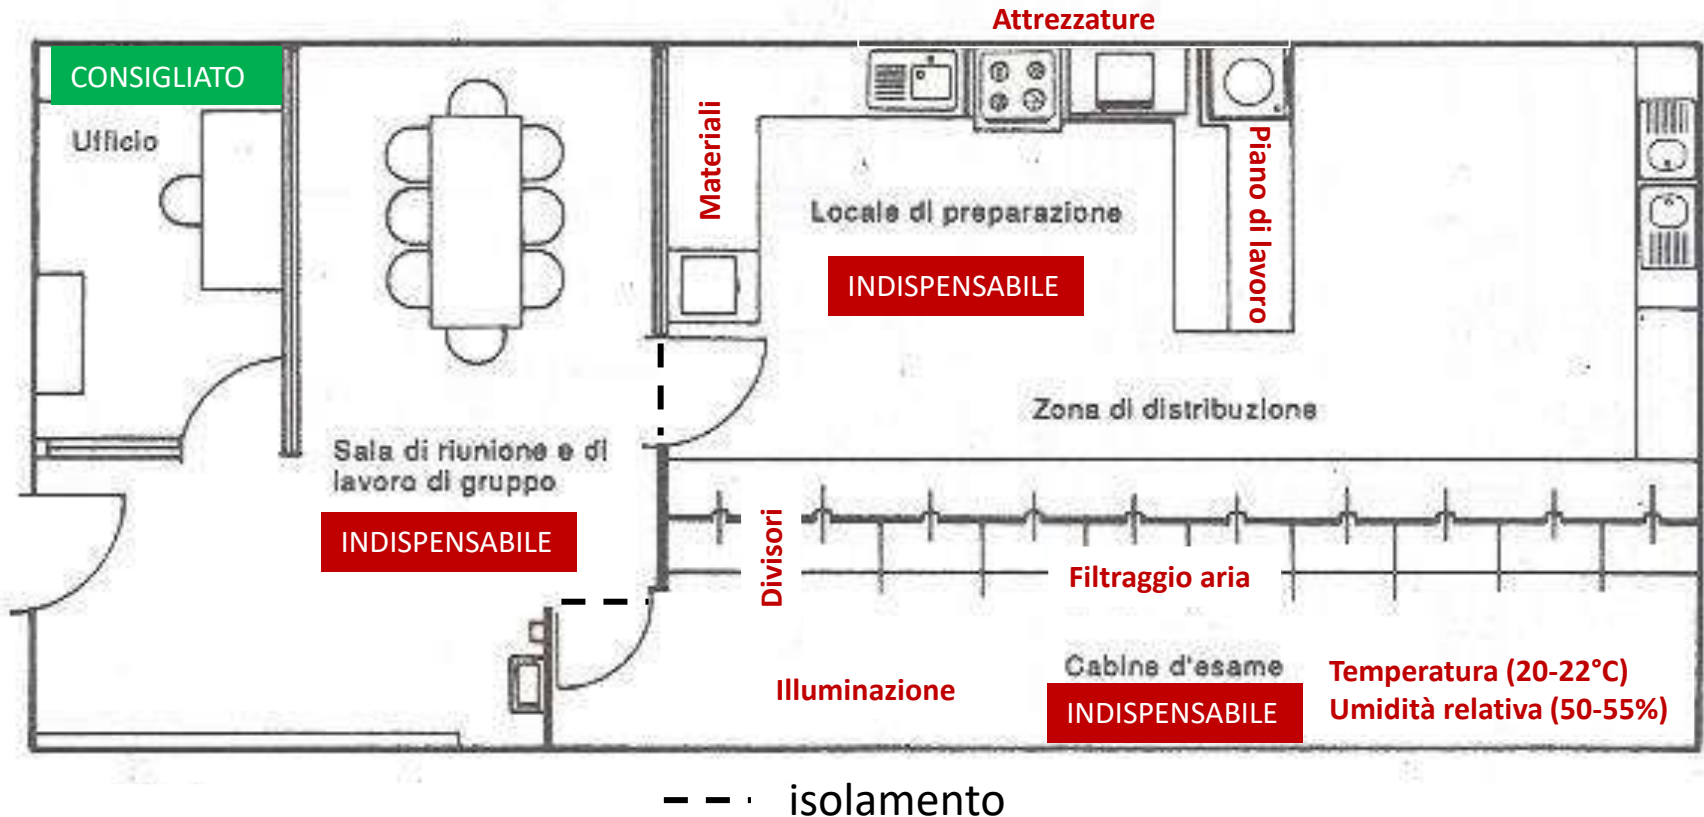 Attrezzature
CONSIGLIATO
Ufficio
Materiali
Piano di lavoro
Locale di preparazione
INDISPENSABILE
Zona di distribuzione
Sala di riunione e di
lavoro di gruppo
INDISPENSABILE
Divisori
Filtraggio aria
Cabine d'esame
INDISPENSABILE
Illuminazione
Temperatura (20-22°C)
Umidità relativa (50-55%)
isolamento